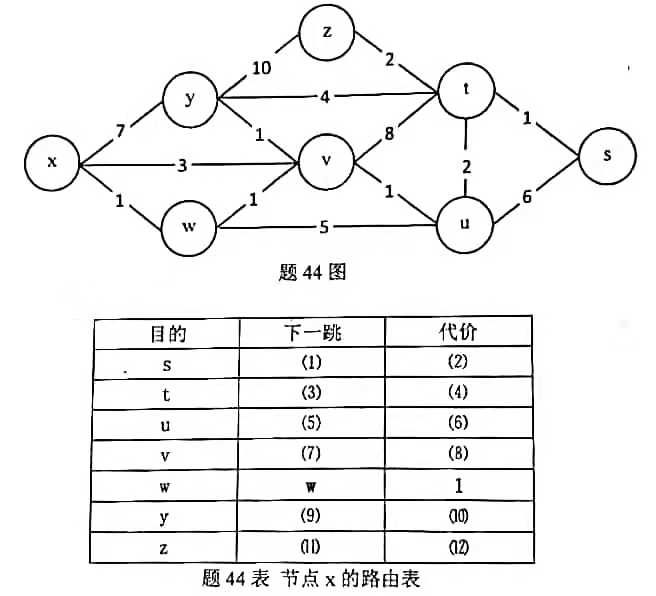 z
10
2
y
4
t
7
1
8
1
x
3
v
2
s
1
1
1
6
w
5
u
题 44 图
目的 下一跳 代价
s (1) (2)
t (3) (4)
u (5) (6)
v (7) (8)
w w 1
y (9) (10)
z (11) (12)
题 44 表 节点 x 的路由表